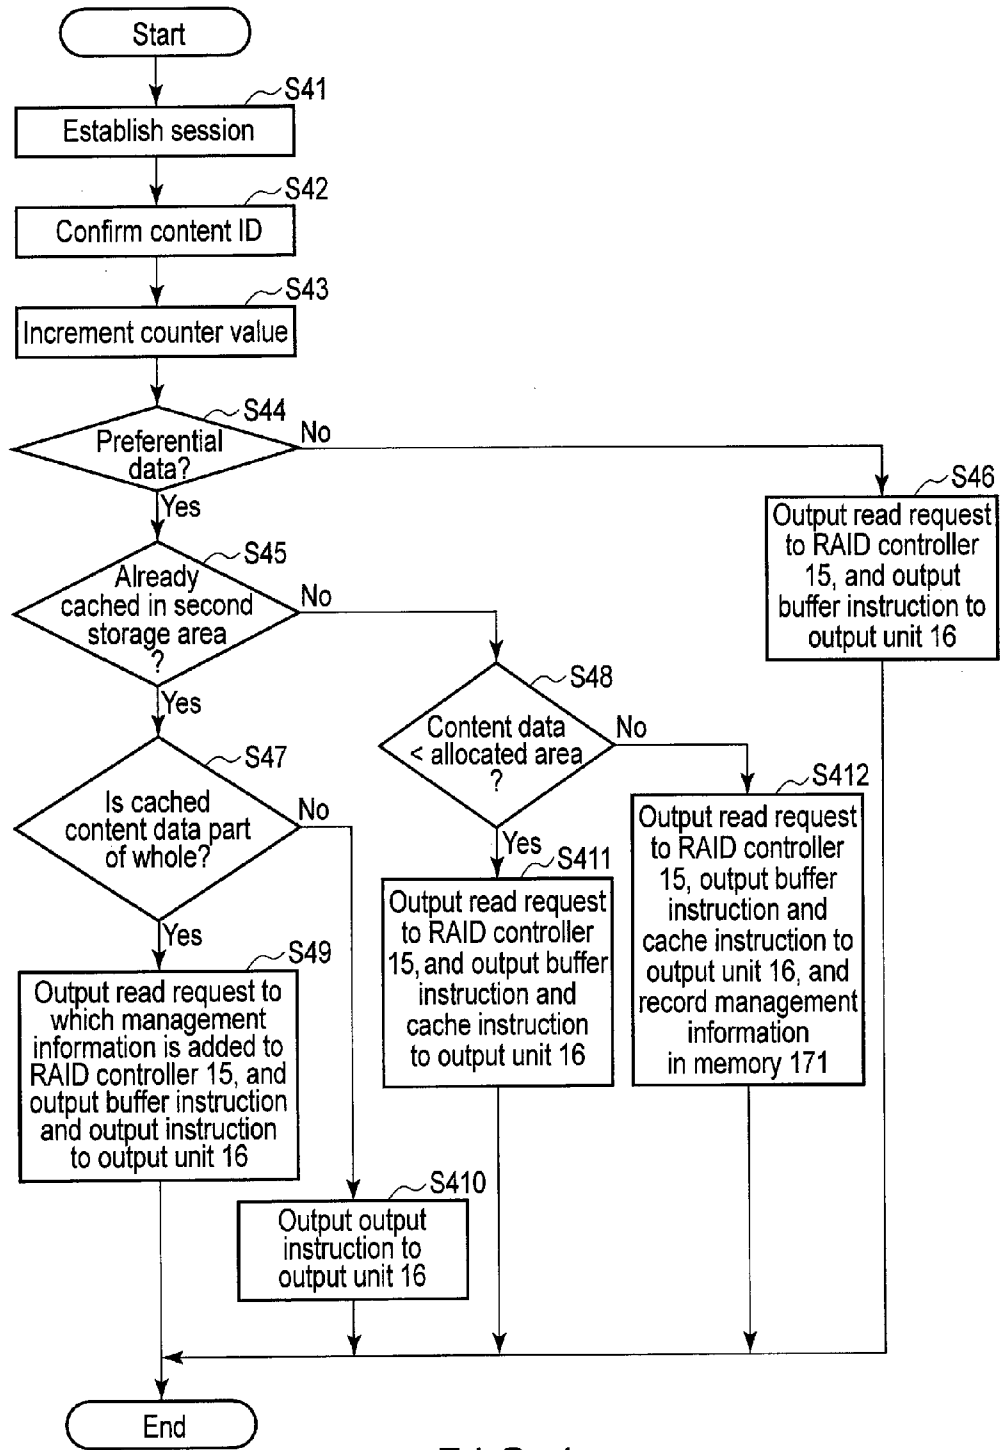 Start
S41
Establish session
S42
Confirm content ID
S43
Increment counter value
S44
Preferential
data?
No
Yes
S46
Output read request
to RAID controller
15, and output
buffer instruction to
output unit 16
S45
Already
cached in second
storage area
?
No
Yes
S48
Content data
< allocated area
?
No
Yes
S47
Is cached
content data part
of whole?
No
Yes
S412
Output read request
to RAID controller
15, output buffer
instruction and
cache instruction to
output unit 16, and
record management
information
in memory 171
S411
Output read request
to RAID controller
15, and output buffer
instruction and
cache instruction
to output unit 16
S49
Output read request to
which management
information is added to
RAID controller 15, and
output buffer instruction
and output instruction
to output unit 16
S410
Output output
instruction to
output unit 16
End